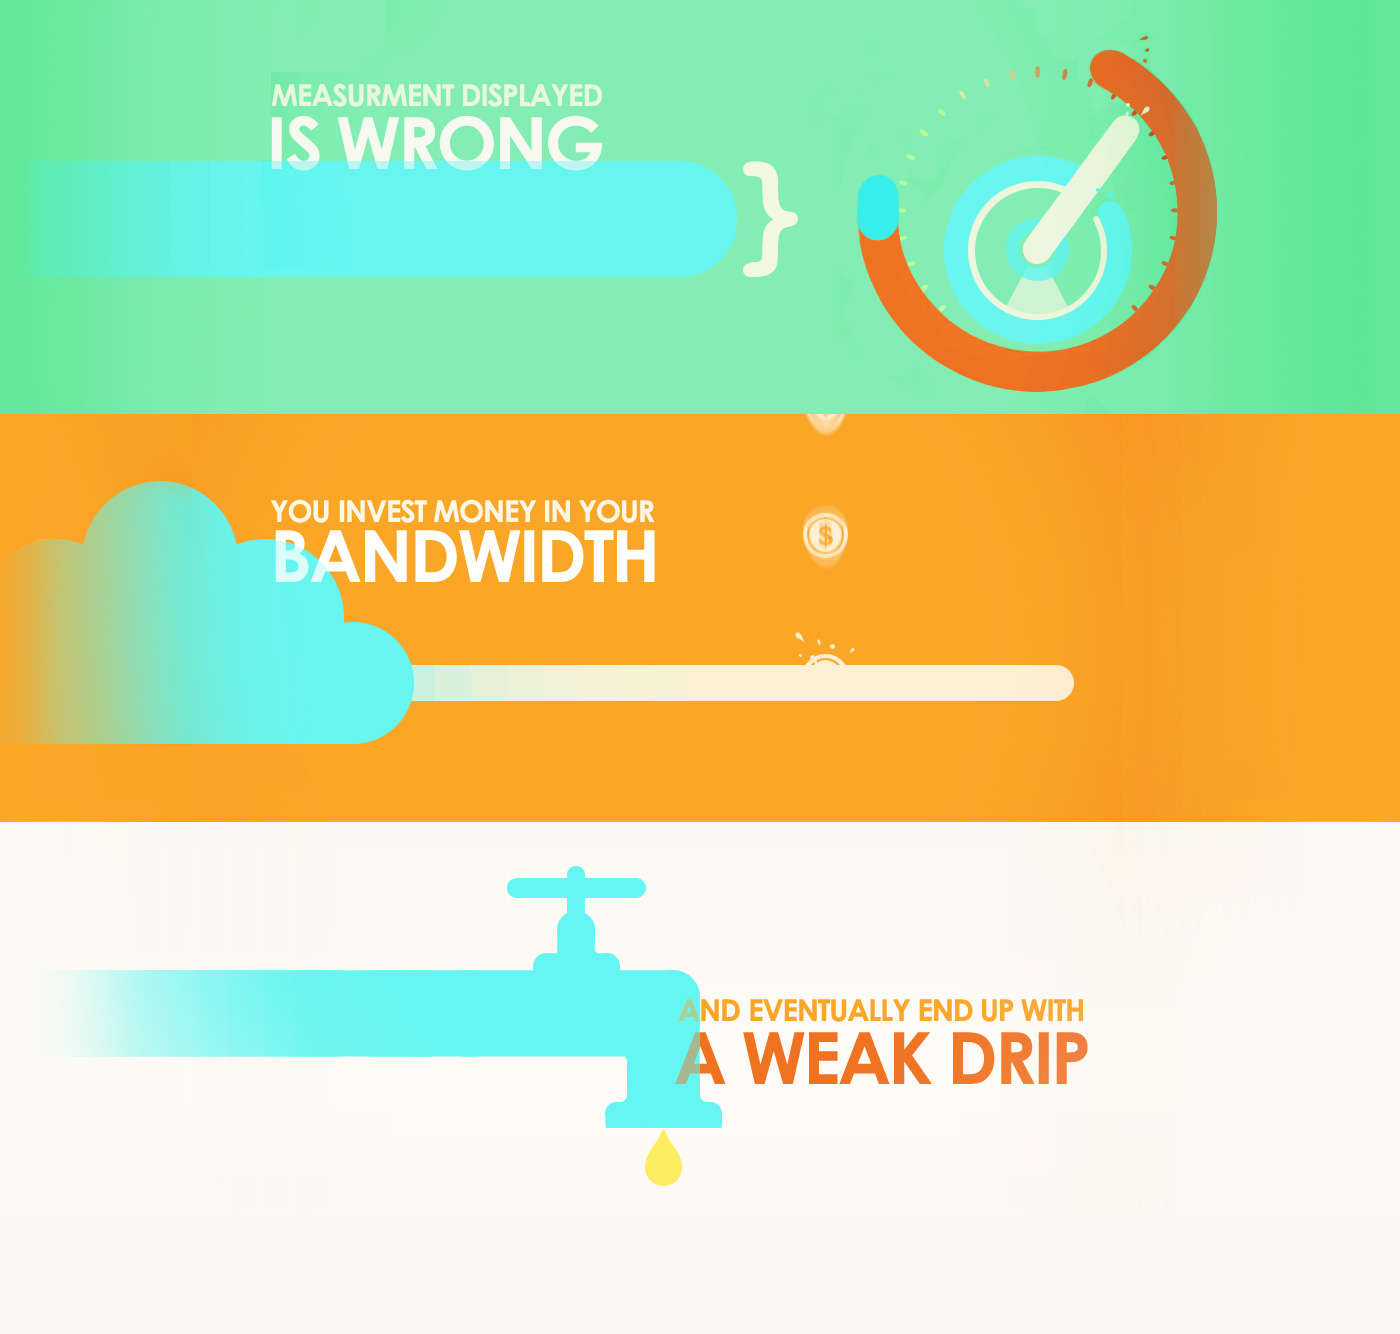 MEASURMENT DISPLAYED
IS WRONG
}
YOU INVEST MONEY IN YOUR
BANDWIDTH
$
AND EVENTUALLY END UP WITH
A WEAK DRIP